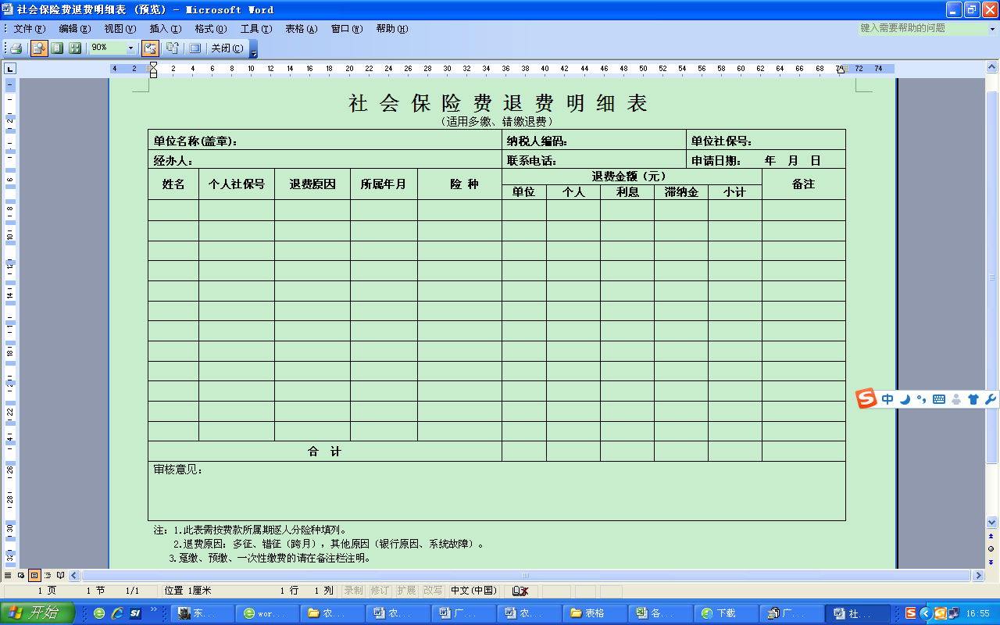 社会保险费退费明细表 (预览) - Microsoft Word
文件(F) 编辑(E) 视图(V) 插入(I) 格式(O) 工具(T) 表格(A) 窗口(W) 帮助(H) 键入需要帮助的问题
90% 关闭(C)
4 2 2 4 6 8 10 12 14 16 18 20 22 24 26 28 30 32 34 36 38 40 42 44 46 48 50 52 54 56 58 60 62 64 66 68 70 72 74
社会保险费退费明细表
(适用多缴、错缴退费)
单位名称(盖章): 纳税人编码: 单位社保号:
经办人: 联系电话: 申请日期: 年 月 日
姓名 个人社保号 退费原因 所属年月 险 种 退费金额(元) 备注
单位 个人 利息 滞纳金 小计
合 计
审核意见:
注: 1.此表需按费款所属期逐人分险种填列。
2.退费原因: 多征、错征(跨月), 其他原因(银行原因、系统故障)。
3.趸缴、预缴、一次性缴费的请在备注栏注明。
中
1 页 1 节 1/1 位置 1厘米 1 行 1 列 录制 修订 扩展 改写 中文(中国)
开始 东... wor... 农... 农... 广... 农... 表格 各... 下载 广... 社... 16:55